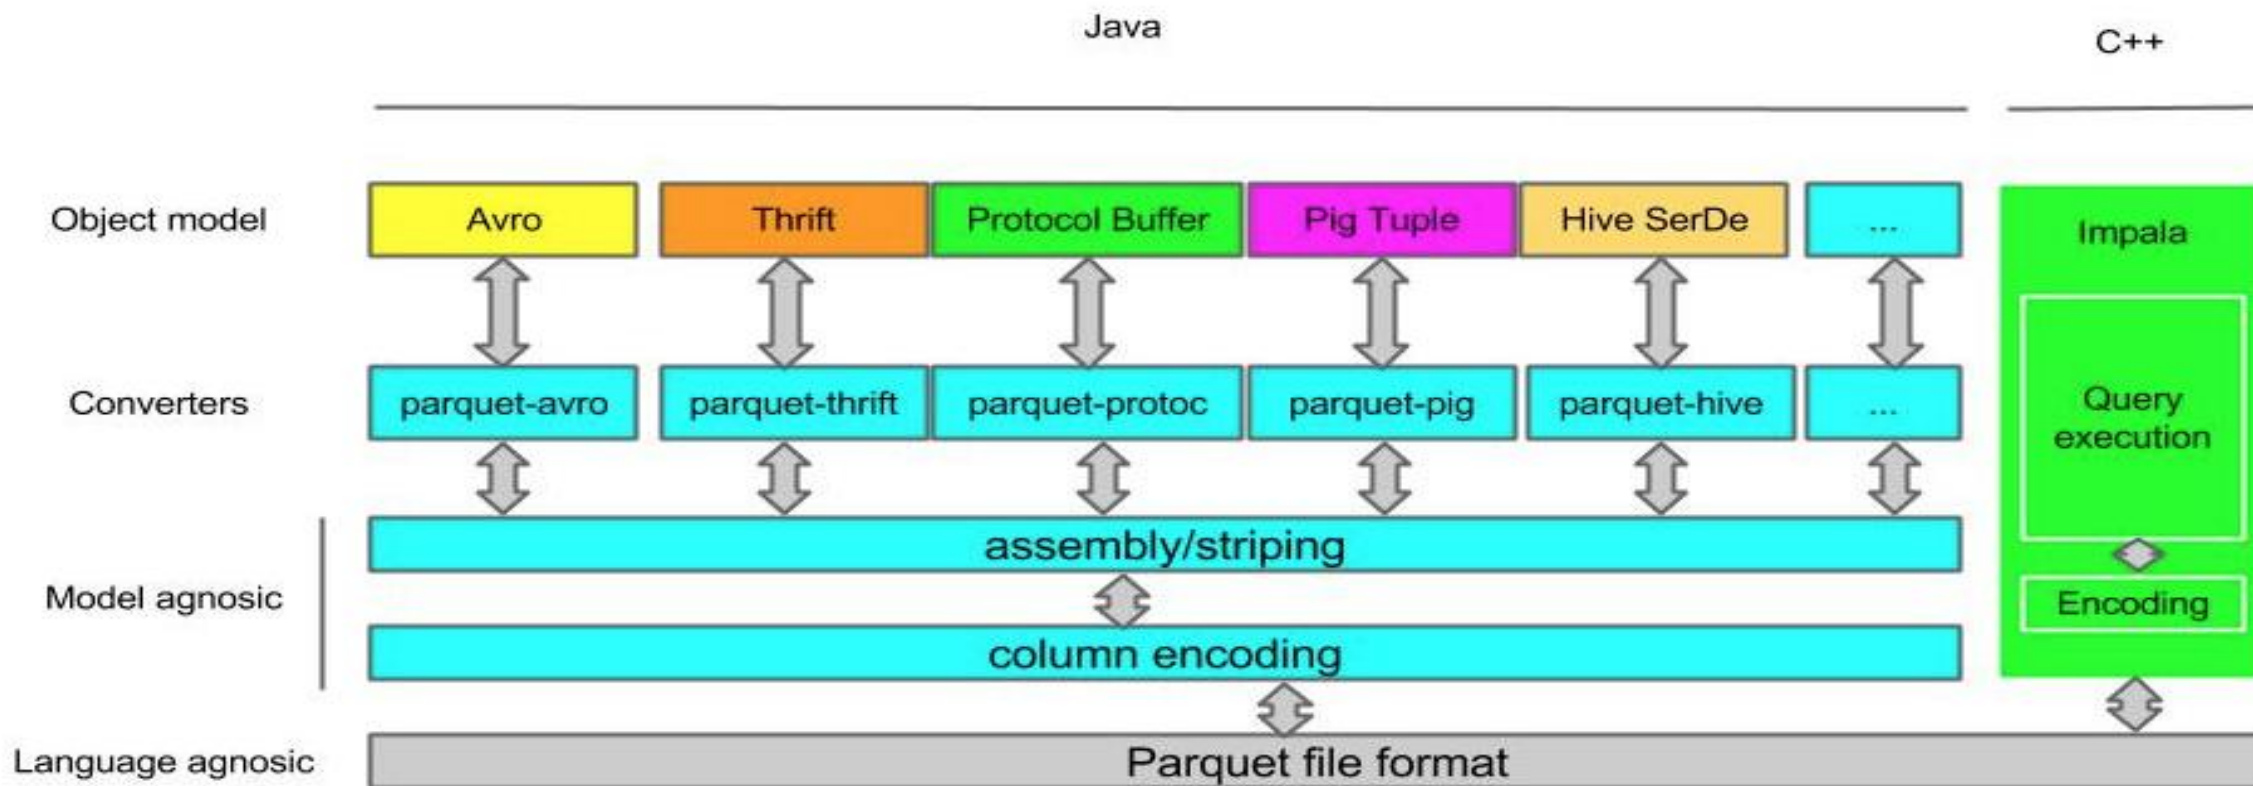 Java
C++
Object model
Avro
Thrift
Protocol Buffer
Pig Tuple
Hive SerDe
...
Impala
Converters
parquet-avro
parquet-thrift
parquet-protoc
parquet-pig
parquet-hive
...
Query
execution
assembly/striping
Model agnosic
Encoding
column encoding
Language agnosic
Parquet file format